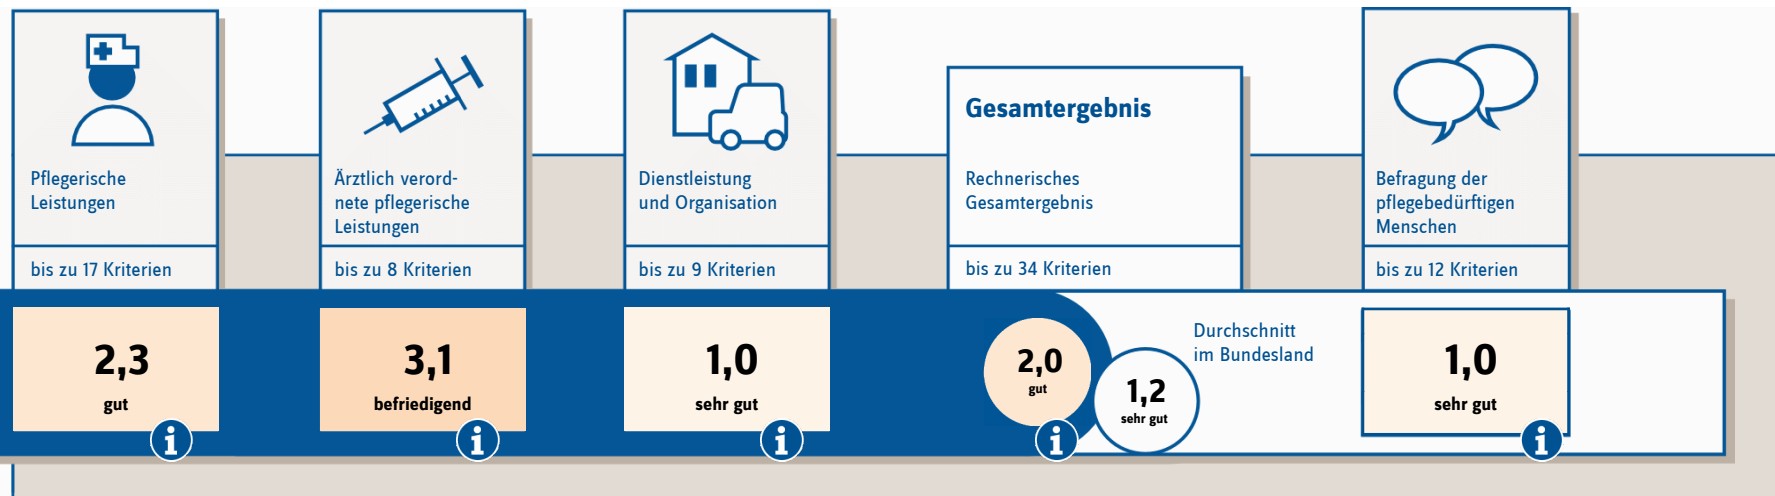 Pflegerische
Leistungen
bis zu 17 Kriterien
2,3
gut
i
Ärztlich verord-
nete pflegerische
Leistungen
bis zu 8 Kriterien
3,1
befriedigend
i
Dienstleistung
und Organisation
bis zu 9 Kriterien
1,0
sehr gut
i
Gesamtergebnis
Rechnerisches
Gesamtergebnis
bis zu 34 Kriterien
2,0
gut
i
1,2
sehr gut
Durchschnitt
im Bundesland
Befragung der
pflegebedürftigen
Menschen
bis zu 12 Kriterien
1,0
sehr gut
i